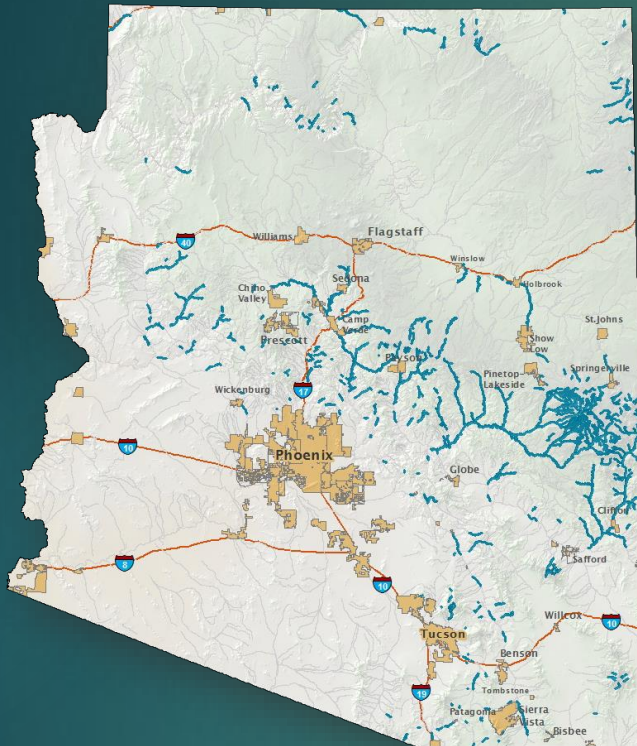 Flagstaff
Williams
40
Winslow
Holbrook
Sedona
Chino
Valley
St.Johns
Camp
Verde
Prescott
Show
Low
Payson
Pinetop-
Lakeside
Springerville
17
Wickenburg
10
Phoenix
Globe
Clifton
8
Safford
10
Willcox
10
Tucson
Benson
19
Tombstone
Patagonia
Sierra
Vista
Bisbee